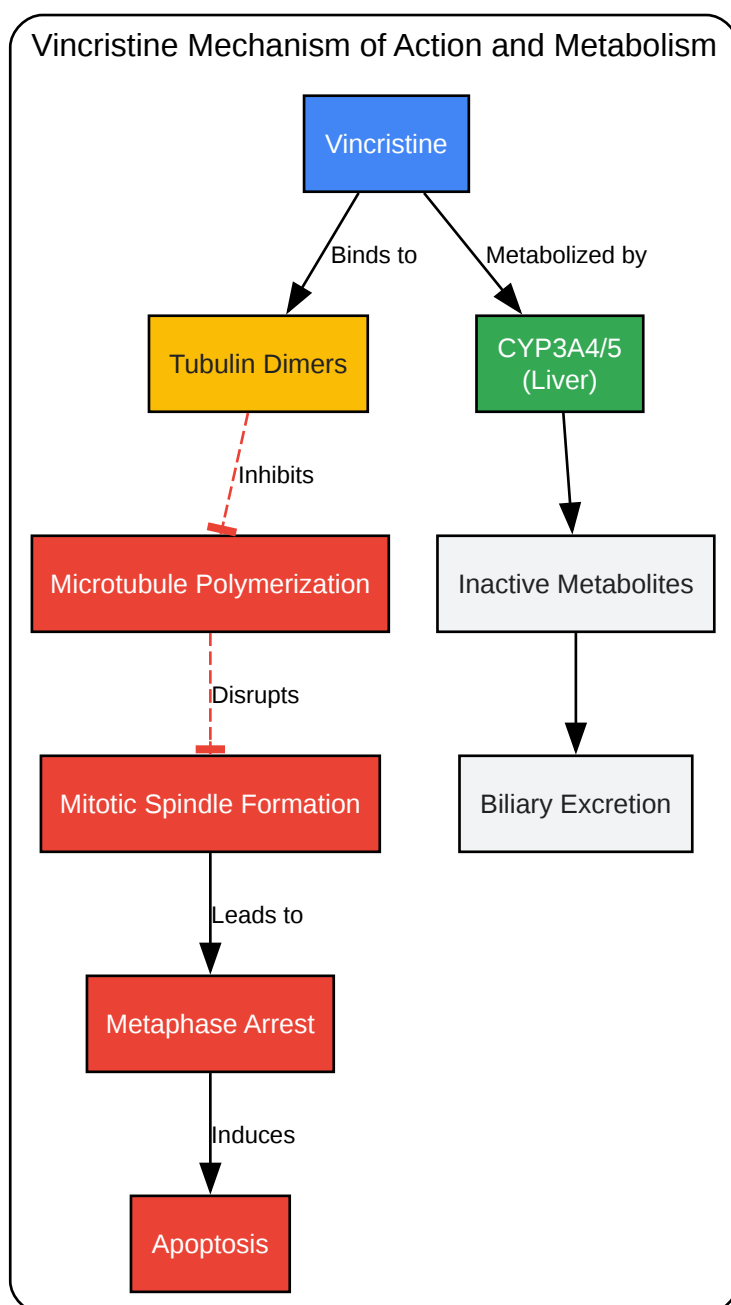 Vincristine Mechanism of Action and Metabolism
Vincristine
Binds to
Metabolized by
Tubulin Dimers
CYP3A4/5
(Liver)
Inhibits
Microtubule Polymerization
Inactive Metabolites
Disrupts
Mitotic Spindle Formation
Biliary Excretion
Leads to
Metaphase Arrest
Induces
Apoptosis